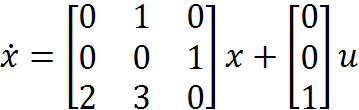 ẋ = [0 1 0; 0 0 1; 2 3 0] x + [0; 0; 1] u